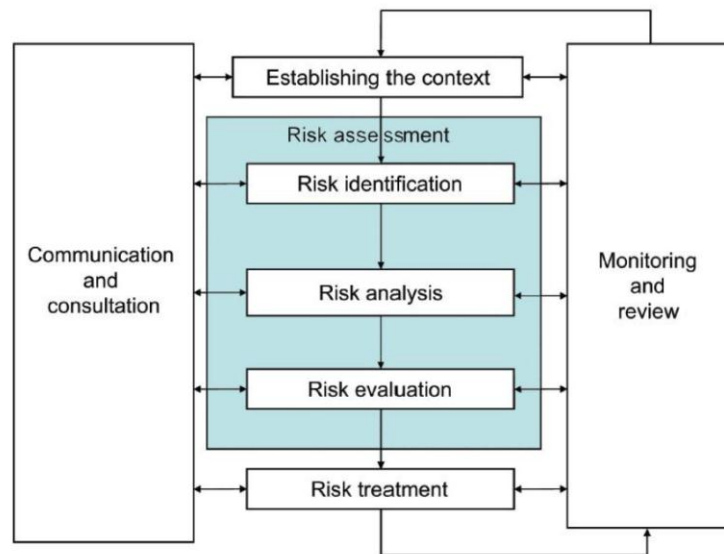 Establishing the context
Risk assessment
Risk identification
Communication
and
consultation
Risk analysis
Monitoring
and
review
Risk evaluation
Risk treatment